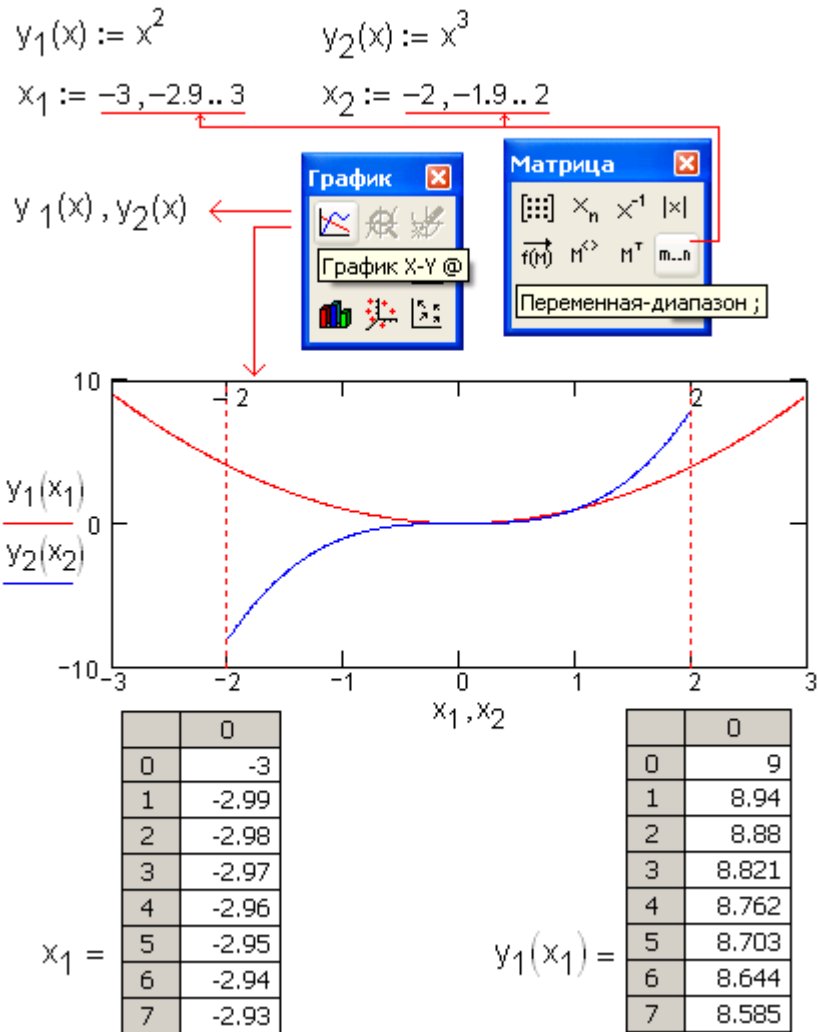 y1(x) := x^2 y2(x) := x^3
x1 := -3 , -2.9 .. 3 x2 := -2 , -1.9 .. 2
y 1(x) , y2(x)
График
График X-Y @
Матрица
[⋮⋮⋮] ×n ×^-1 |×|
f(M) M^<> M^T m..n
Переменная-диапазон ;
10
-2 2
y1(x1)
0
y2(x2)
-10
-3 -2 -1 0 1 2 3
x1 , x2
x1 =
0
0 -3
1 -2.99
2 -2.98
3 -2.97
4 -2.96
5 -2.95
6 -2.94
7 -2.93
y1(x1) =
0
0 9
1 8.94
2 8.88
3 8.821
4 8.762
5 8.703
6 8.644
7 8.585